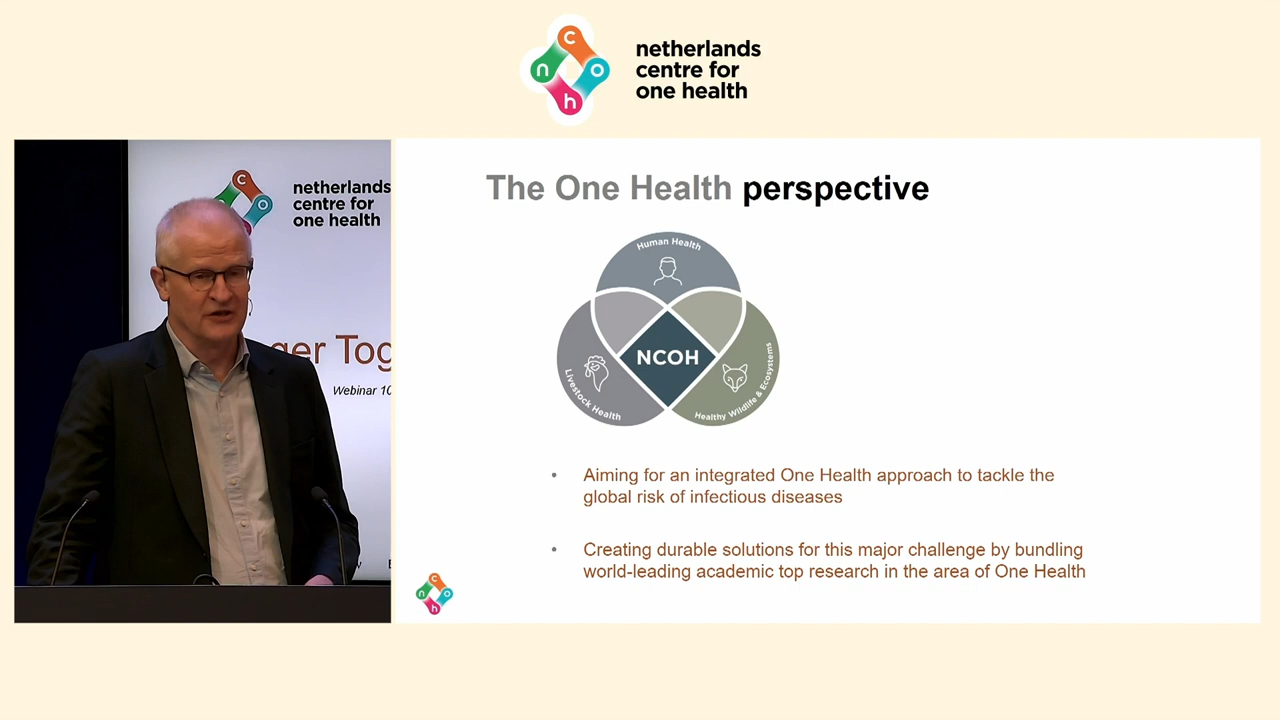 netherlands
centre for
one health
c
n
o
h
netherlands
centre for
one health
C
O
ger Tog
Webinar 10
The One Health perspective
Human Health
NCOH
Livestock Health
Healthy Wildlife & Ecosystems
• Aiming for an integrated One Health approach to tackle the
global risk of infectious diseases
• Creating durable solutions for this major challenge by bundling
world-leading academic top research in the area of One Health
c
n
o
h